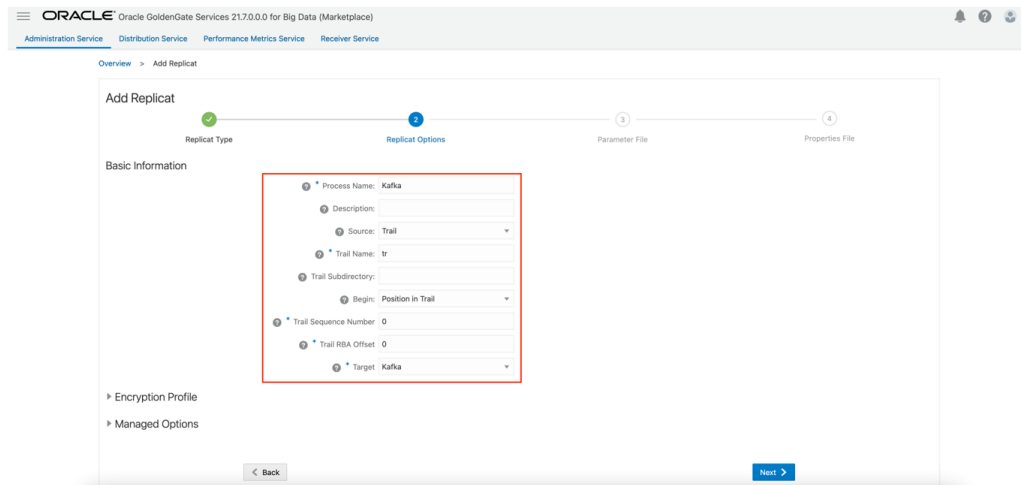 ORACLE® Oracle GoldenGate Services 21.7.0.0.0 for Big Data (Marketplace)
Administration Service Distribution Service Performance Metrics Service Receiver Service
Overview > Add Replicat
Add Replicat
2 3 4
Replicat Type Replicat Options Parameter File Properties File
Basic Information
* Process Name: Kafka
Description:
Source: Trail
* Trail Name: tr
Trail Subdirectory:
Begin: Position in Trail
* Trail Sequence Number 0
* Trail RBA Offset 0
* Target Kafka
Encryption Profile
Managed Options
Back Next